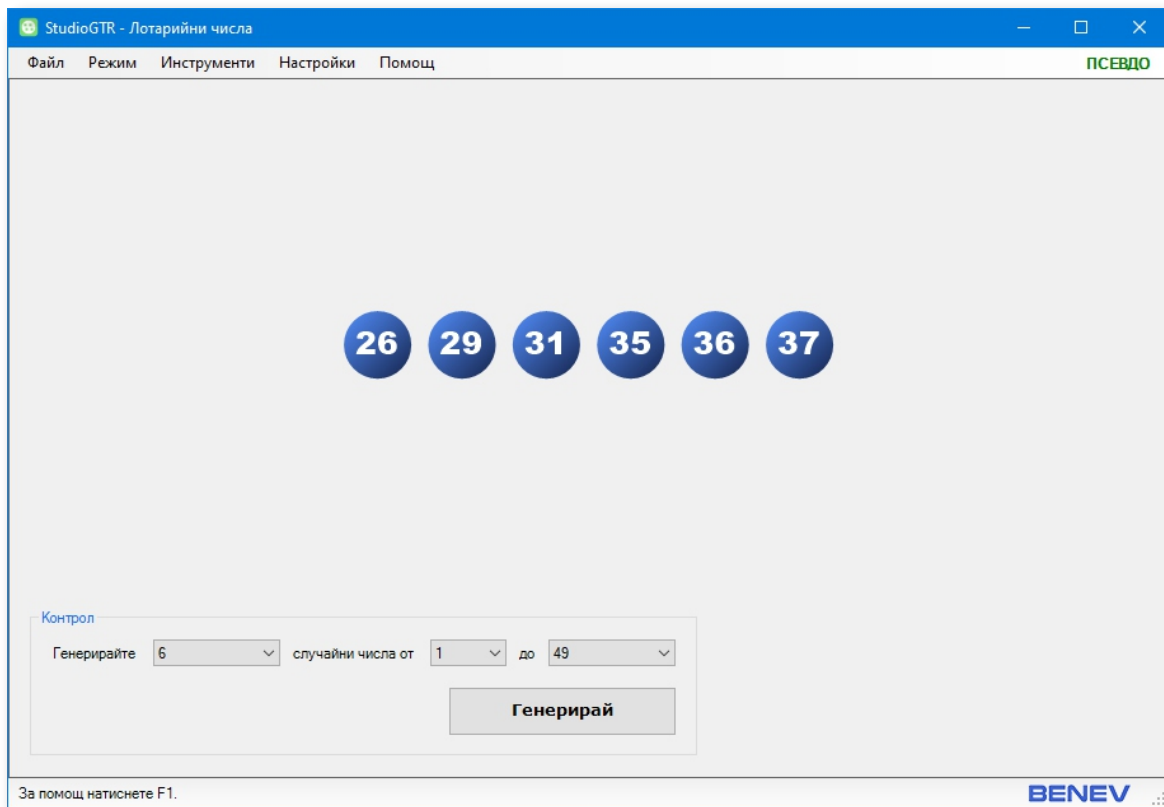 StudioGTR - Лотарийни числа
Файл Режим Инструменти Настройки Помощ ПСЕВДО
26 29 31 35 36 37
Контрол
Генерирайте 6 случайни числа от 1 до 49
Генерирай
За помощ натиснете F1. BENEV